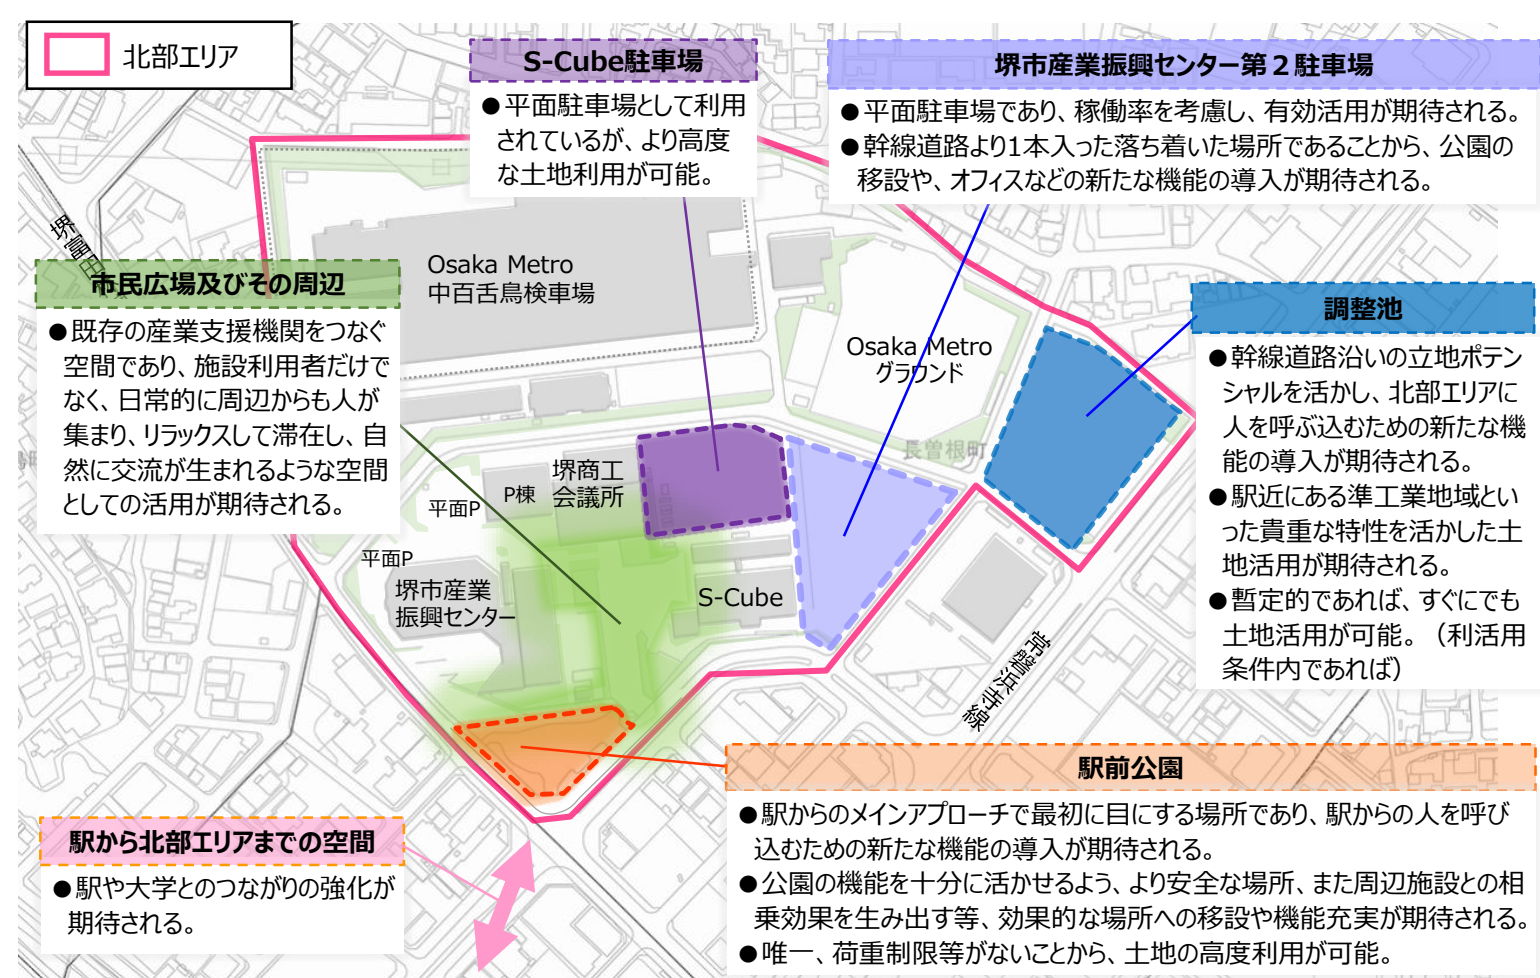 北部エリア
S-Cube駐車場
●平面駐車場として利用
されているが、より高度
な土地利用が可能。
堺市産業振興センター第２駐車場
●平面駐車場であり、稼働率を考慮し、有効活用が期待される。
●幹線道路より1本入った落ち着いた場所であることから、公園の
移設や、オフィスなどの新たな機能の導入が期待される。
市民広場及びその周辺
●既存の産業支援機関をつなぐ
空間であり、施設利用者だけで
なく、日常的に周辺からも人が
集まり、リラックスして滞在し、自
然に交流が生まれるような空間
としての活用が期待される。
Osaka Metro
中百舌鳥検車場
Osaka Metro
グラウンド
調整池
●幹線道路沿いの立地ポテン
シャルを活かし、北部エリアに
人を呼ぶ込むための新たな機
能の導入が期待される。
●駅近にある準工業地域とい
った貴重な特性を活かした土
地活用が期待される。
●暫定的であれば、すぐにでも
土地活用が可能。（利活用
条件内であれば）
長曽根町
堺商工
会議所
P棟
平面P
平面P
堺市産業
振興センター
S-Cube
常磐浜寺線
駅前公園
●駅からのメインアプローチで最初に目にする場所であり、駅からの人を呼び
込むための新たな機能の導入が期待される。
●公園の機能を十分に活かせるよう、より安全な場所、また周辺施設との相
乗効果を生み出す等、効果的な場所への移設や機能充実が期待される。
●唯一、荷重制限等がないことから、土地の高度利用が可能。
駅から北部エリアまでの空間
●駅や大学とのつながりの強化が
期待される。